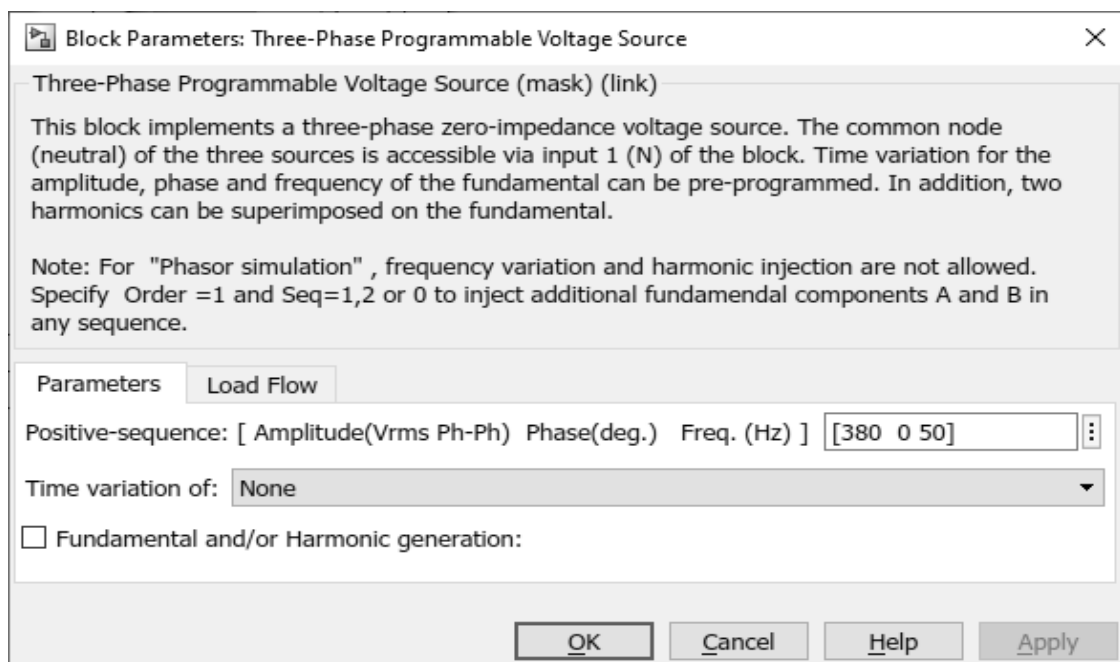 Block Parameters: Three-Phase Programmable Voltage Source
Three-Phase Programmable Voltage Source (mask) (link)
This block implements a three-phase zero-impedance voltage source. The common node
(neutral) of the three sources is accessible via input 1 (N) of the block. Time variation for the
amplitude, phase and frequency of the fundamental can be pre-programmed. In addition, two
harmonics can be superimposed on the fundamental.
Note: For "Phasor simulation" , frequency variation and harmonic injection are not allowed.
Specify Order =1 and Seq=1,2 or 0 to inject additional fundamendal components A and B in
any sequence.
Parameters Load Flow
Positive-sequence: [ Amplitude(Vrms Ph-Ph) Phase(deg.) Freq. (Hz) ] [380 0 50]
Time variation of: None
Fundamental and/or Harmonic generation:
OK Cancel Help Apply